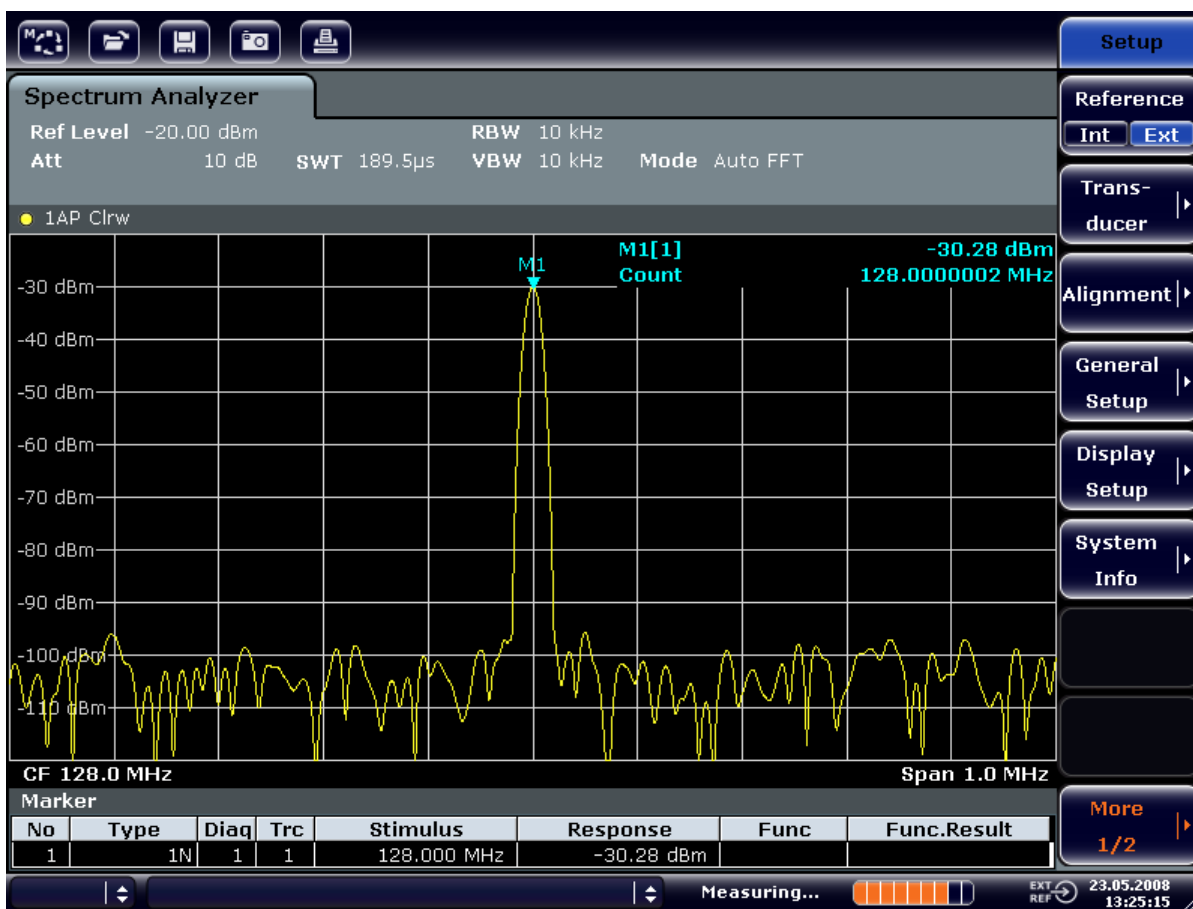 M
Setup
Spectrum Analyzer
Ref Level -20.00 dBm RBW 10 kHz
Att 10 dB SWT 189.5µs VBW 10 kHz Mode Auto FFT
1AP Clrw
M1[1] -30.28 dBm
Count 128.0000002 MHz
M1
-30 dBm
-40 dBm
-50 dBm
-60 dBm
-70 dBm
-80 dBm
-90 dBm
-100 dBm
-110 dBm
CF 128.0 MHz Span 1.0 MHz
Marker
No Type Diaq Trc Stimulus Response Func Func.Result
1 1N 1 1 128.000 MHz -30.28 dBm
Reference
Int Ext
Trans-
ducer
Alignment
General
Setup
Display
Setup
System
Info
More
1/2
Measuring...
EXT
REF
23.05.2008
13:25:15